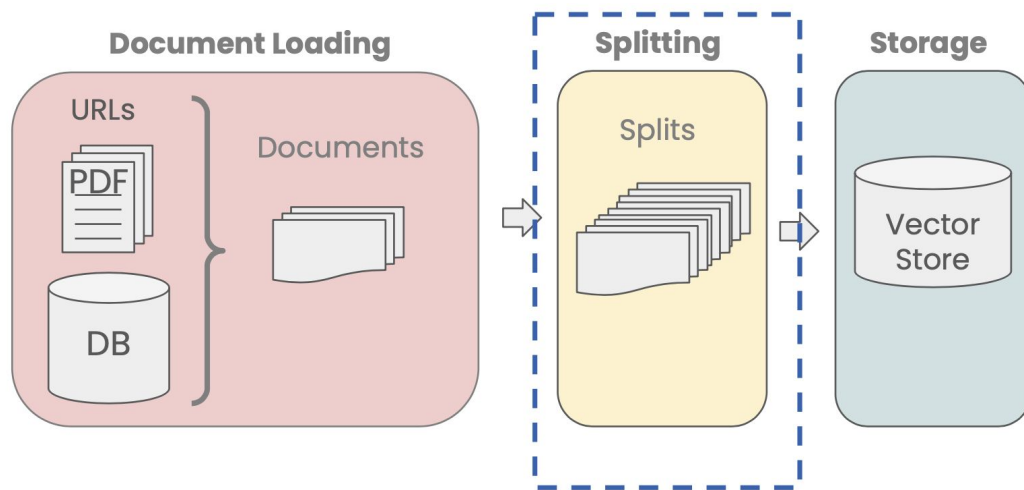 Document Loading
URLs
PDF
DB
Documents
Splitting
Splits
Storage
Vector
Store